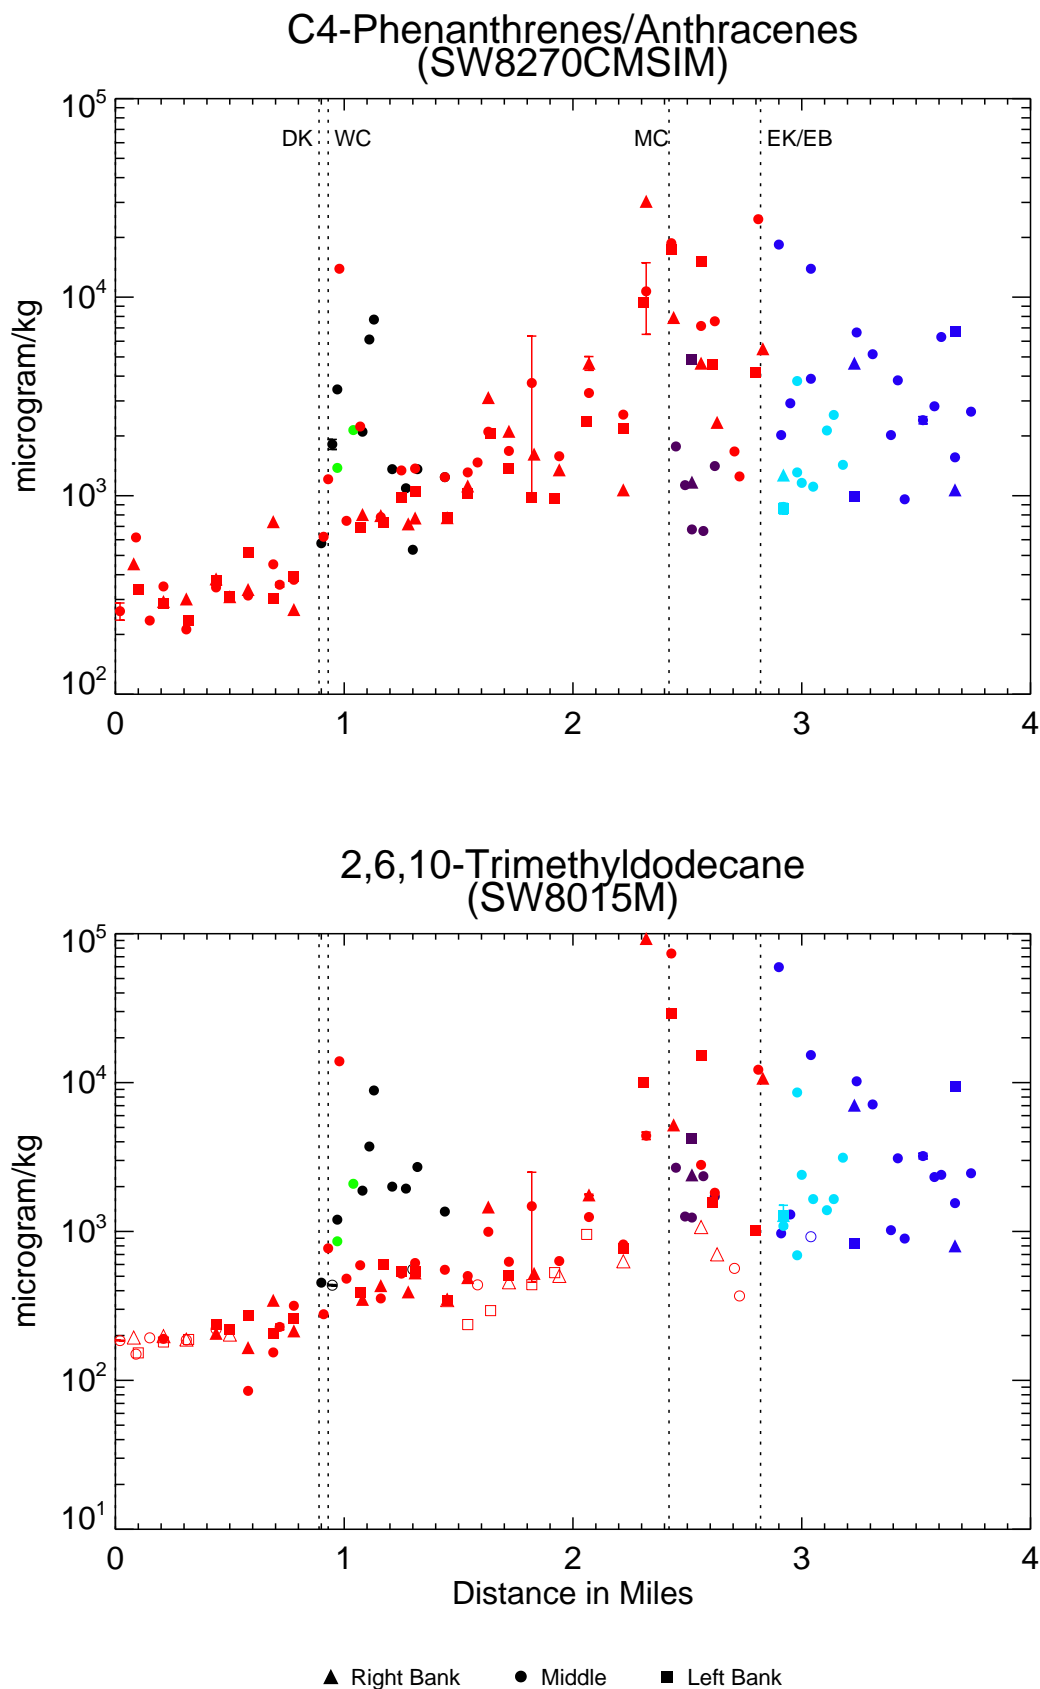 C4-Phenanthrenes/Anthracenes
(SW8270CMSIM)
10^5
DK WC MC EK/EB
10^4
microgram/kg
10^3
10^2
0 1 2 3 4
2,6,10-Trimethyldodecane
(SW8015M)
10^5
10^4
microgram/kg
10^3
10^2
10^1
0 1 2 3 4
Distance in Miles
Right Bank Middle Left Bank